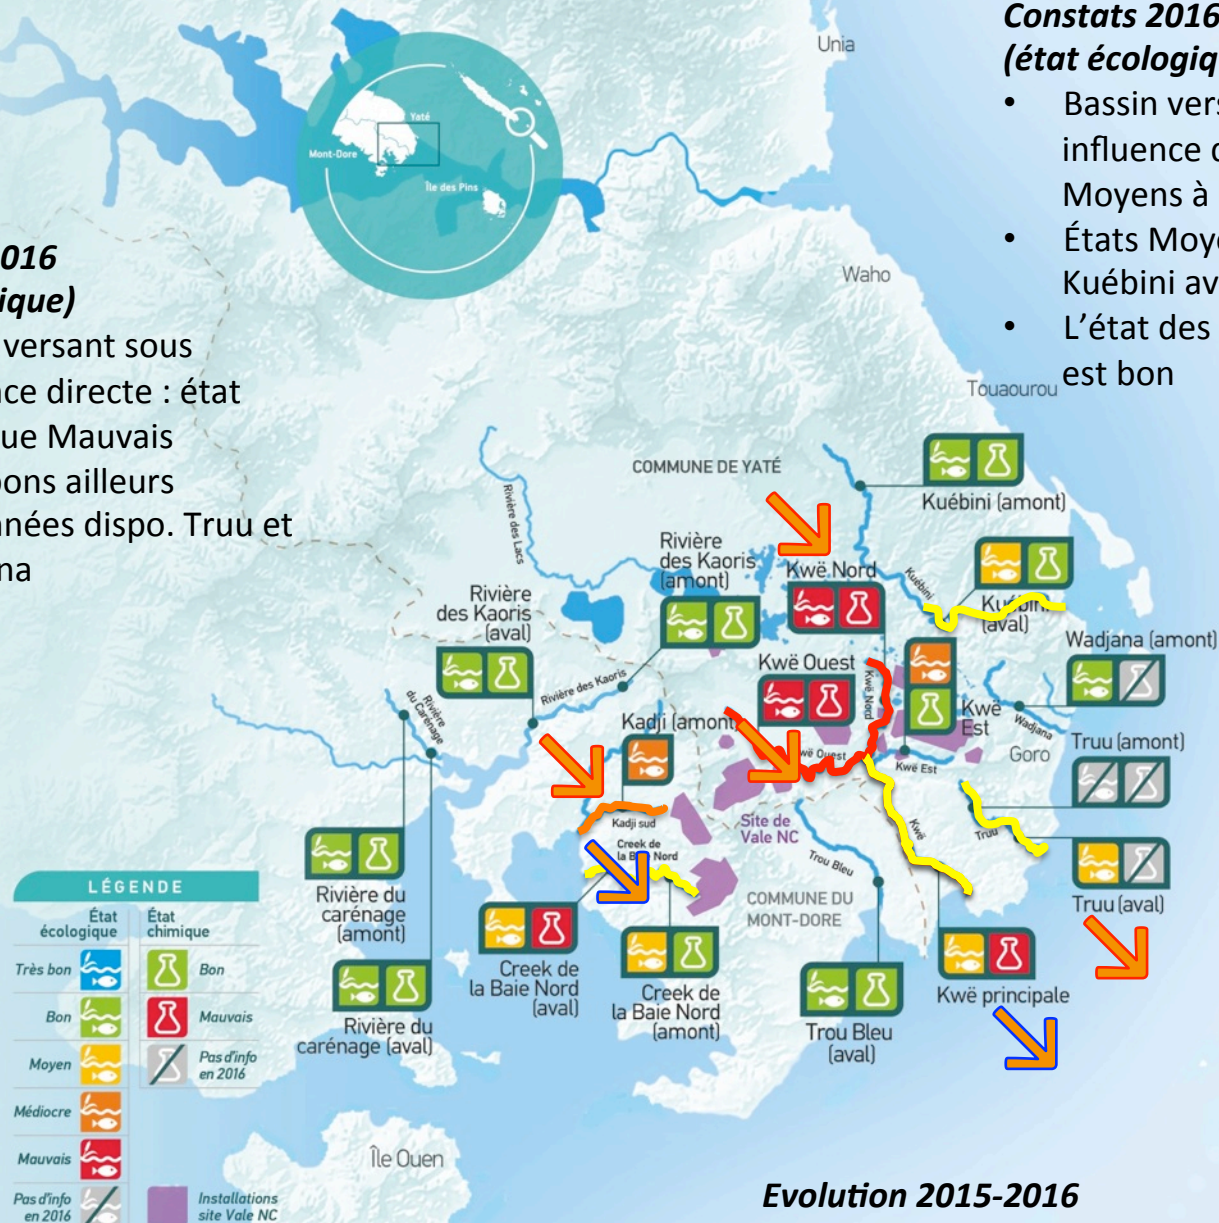 Constats 2016
(état écologiq
• Bassin vers
influence d
Moyens à
• États Moye
Kuébini av
• L'état des
est bon
016
ique)
versant sous
ce directe : état
ue Mauvais
ons ailleurs
nées dispo. Truu et
na
Unia
Yaté
Mont-Dore
Île des Pins
Waho
Touaourou
COMMUNE DE YATÉ
Kuébini (amont)
Rivière des Lacs
Rivière
des Kaoris
(amont)
Kwë Nord
Kuébini
Kuébini
(aval)
Rivière
des Kaoris
(aval)
Wadjana (amont)
Kwë Ouest
Rivière des Kaoris
Rivière
du Carénage
Kwë Nord
Kwë
Est
Wadjana
Kadji (amont)
Truu (amont)
Goro
Kwë Ouest
Kwë Est
Kadji sud
Site de
Vale NC
Truu
Creek de
la Baie Nord
Trou Bleu
Kwë
COMMUNE DU
MONT-DORE
Truu (aval)
Rivière du
carénage
(amont)
Creek de
la Baie Nord
(aval)
Creek de
la Baie Nord
(amont)
Kwë principale
Rivière du
carénage (aval)
Trou Bleu
(aval)
LÉGENDE
État
écologique
État
chimique
Très bon
Bon
Bon
Mauvais
Moyen
Pas d'info
en 2016
Médiocre
Mauvais
Pas d'info
en 2016
Installations
site Vale NC
Île Ouen
Evolution 2015-2016